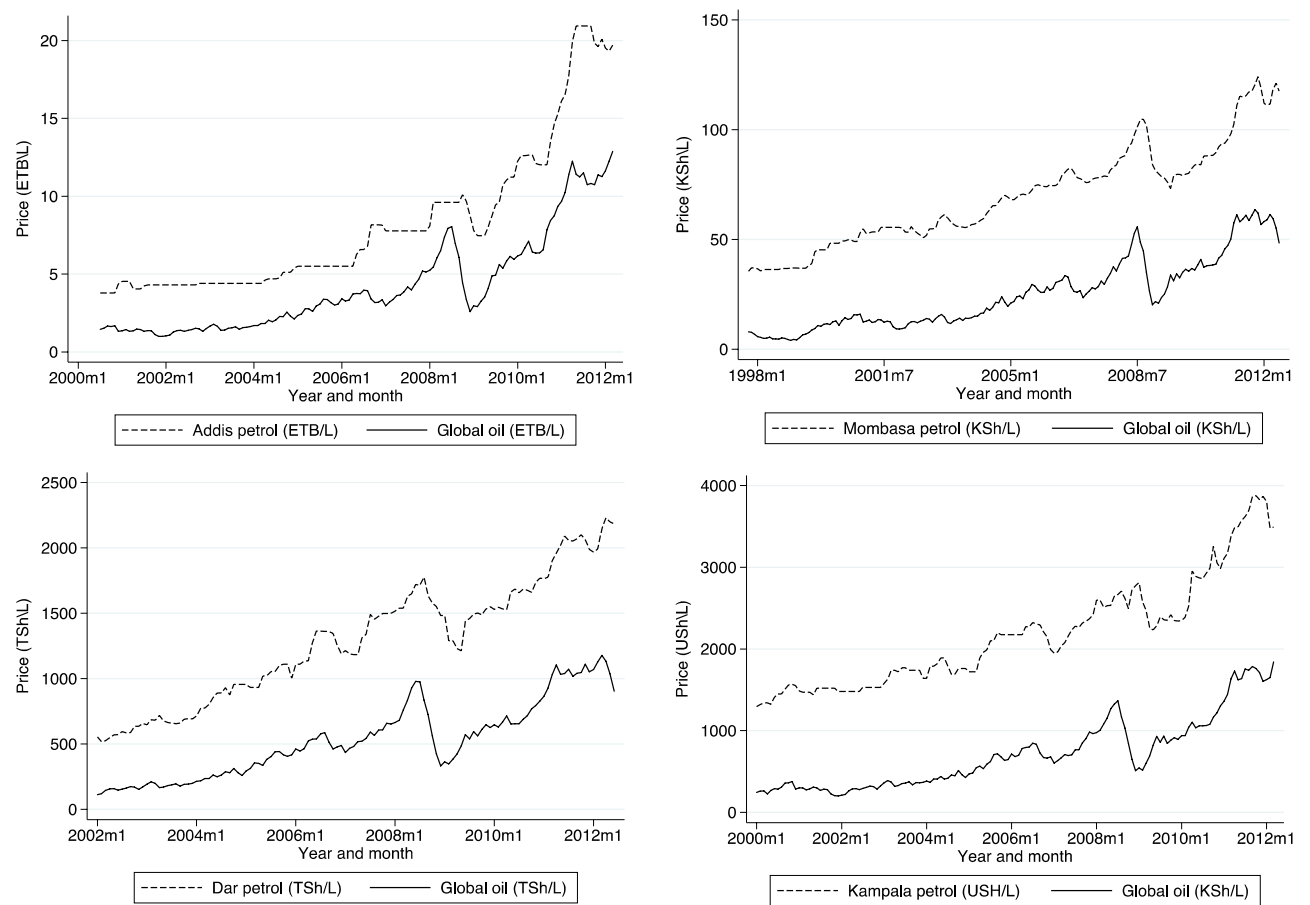 20
15
10
5
0
Price (ETB\L)
2000m1 2002m1 2004m1 2006m1 2008m1 2010m1 2012m1
Year and month
Addis petrol (ETB/L) Global oil (ETB/L)
150
100
50
0
Price (KSh\L)
1998m1 2001m7 2005m1 2008m7 2012m1
Year and month
Mombasa petrol (KSh/L) Global oil (KSh/L)
2500
2000
1500
1000
500
0
Price (TSh\L)
2002m1 2004m1 2006m1 2008m1 2010m1 2012m1
Year and month
Dar petrol (TSh/L) Global oil (TSh/L)
4000
3000
2000
1000
0
Price (USh\L)
2000m1 2002m1 2004m1 2006m1 2008m1 2010m1 2012m1
Year and month
Kampala petrol (USH/L) Global oil (KSh/L)